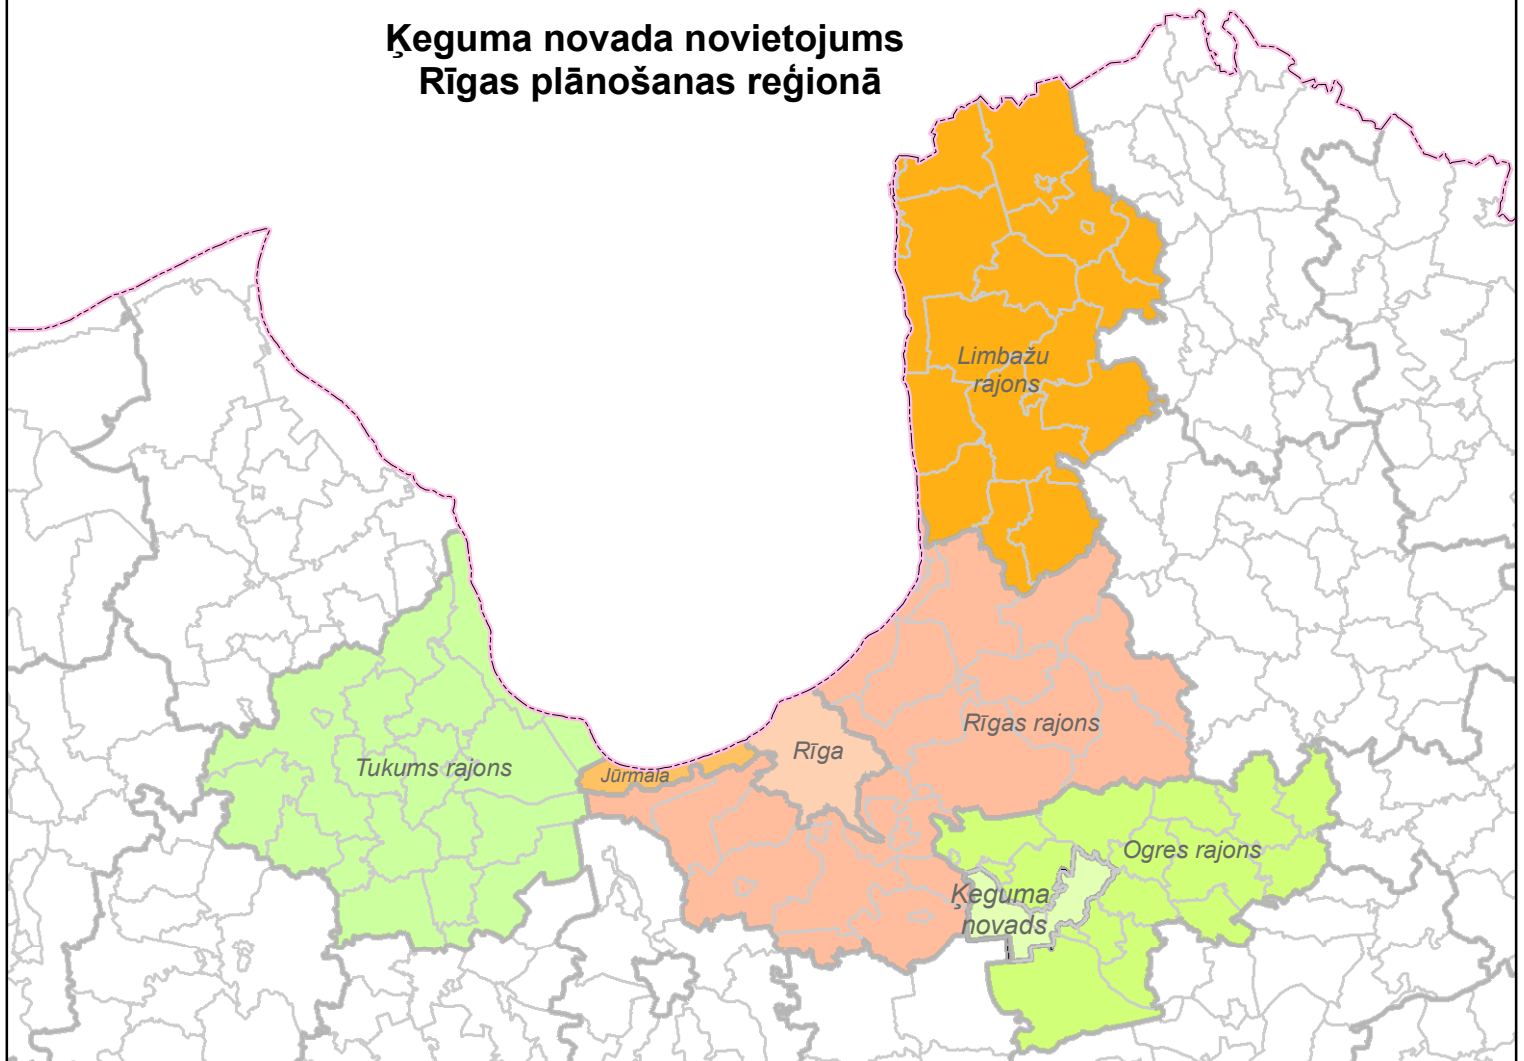 Ķeguma novada novietojums
Rīgas plānošanas reģionā
Limbažu
rajons
Rīgas rajons
Rīga
Tukums rajons
Jūrmala
Ogres rajons
Ķeguma
novads